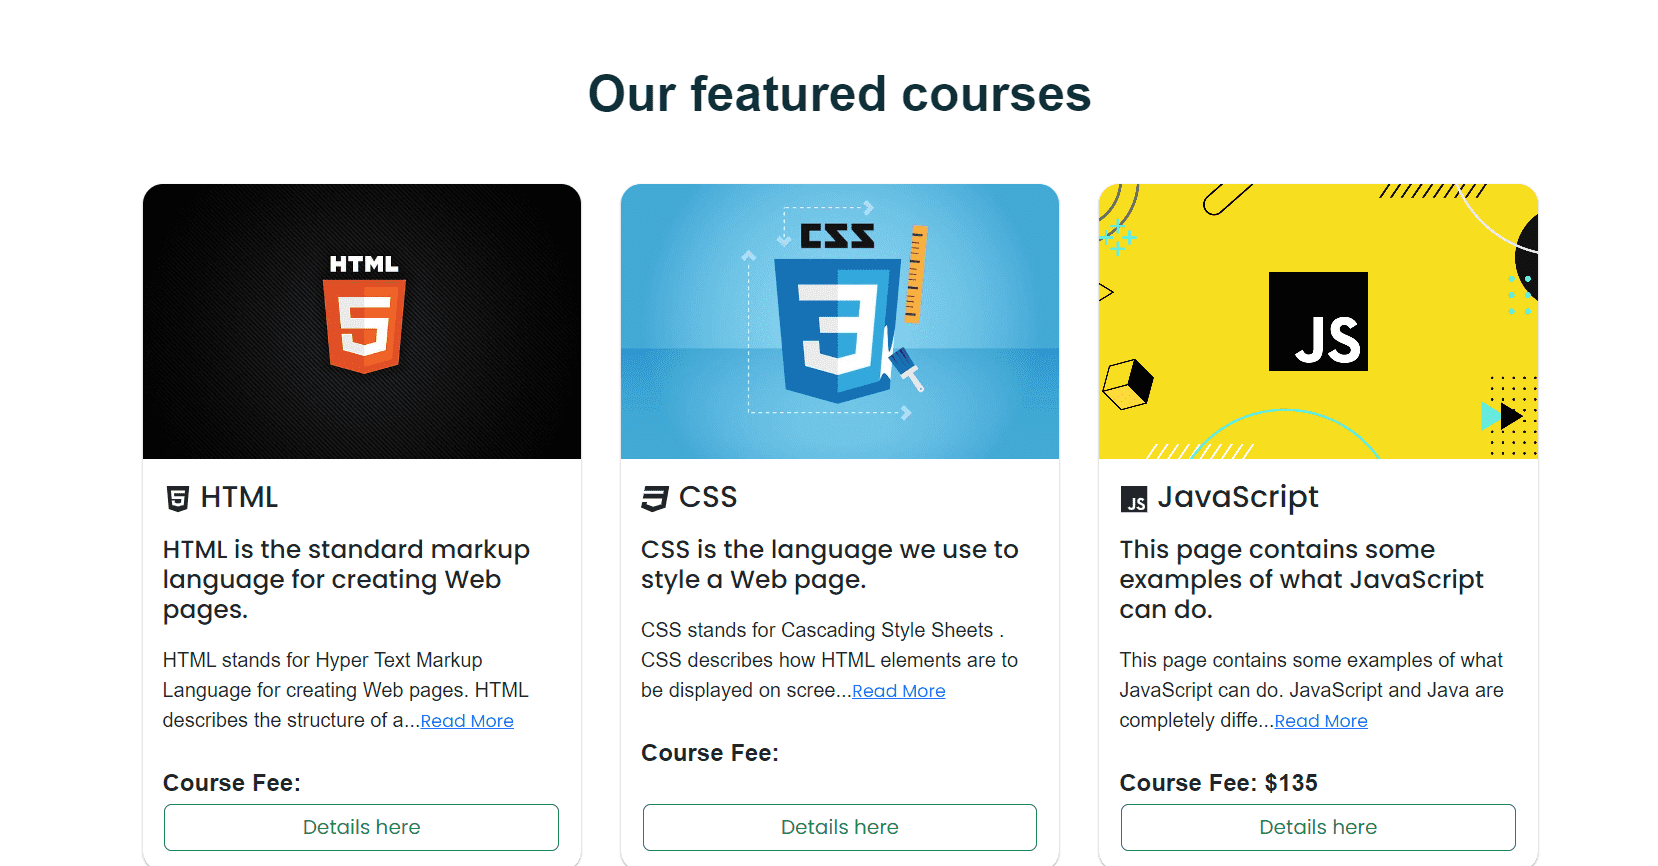 Our featured courses
HTML
5
CSS
3
JS
HTML
HTML is the standard markup
language for creating Web
pages.
HTML stands for Hyper Text Markup
Language for creating Web pages. HTML
describes the structure of a...Read More
Course Fee:
Details here
CSS
CSS is the language we use to
style a Web page.
CSS stands for Cascading Style Sheets .
CSS describes how HTML elements are to
be displayed on scree...Read More
Course Fee:
Details here
JS JavaScript
This page contains some
examples of what JavaScript
can do.
This page contains some examples of what
JavaScript can do. JavaScript and Java are
completely diffe...Read More
Course Fee: $135
Details here